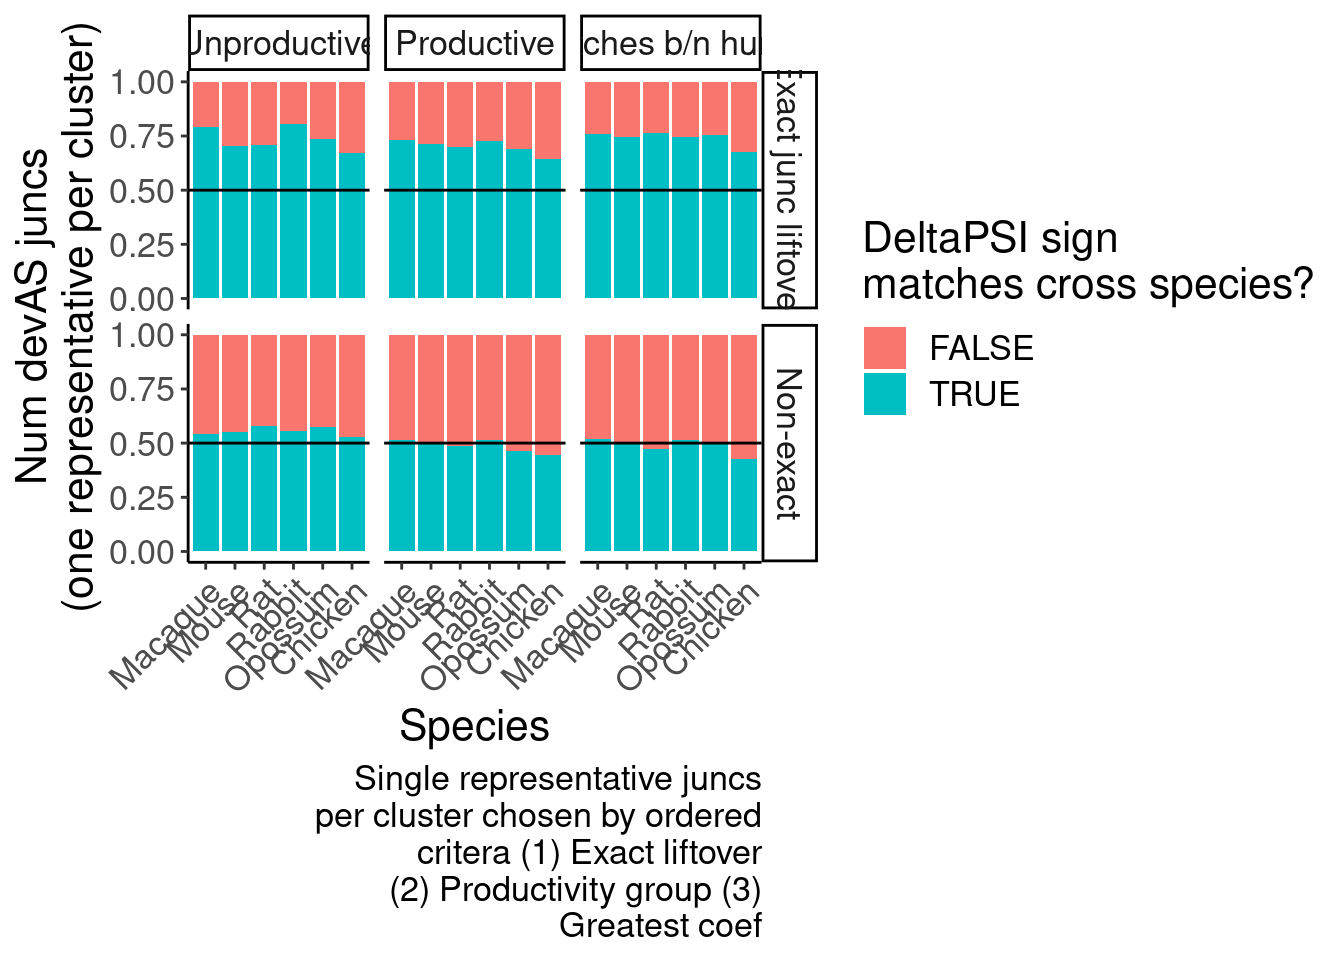 Unproductive
Productive
ches b/n hu
Num devAS juncs
(one representative per cluster)
1.00
0.75
0.50
0.25
0.00
Exact junc liftove
1.00
0.75
0.50
0.25
0.00
Non-exact
Macaque
Mouse
Rat
Rabbit
Opossum
Chicken
Macaque
Mouse
Rat
Rabbit
Opossum
Chicken
Macaque
Mouse
Rat
Rabbit
Opossum
Chicken
Species
DeltaPSI sign
matches cross species?
FALSE
TRUE
Single representative juncs
per cluster chosen by ordered
critera (1) Exact liftover
(2) Productivity group (3)
Greatest coef